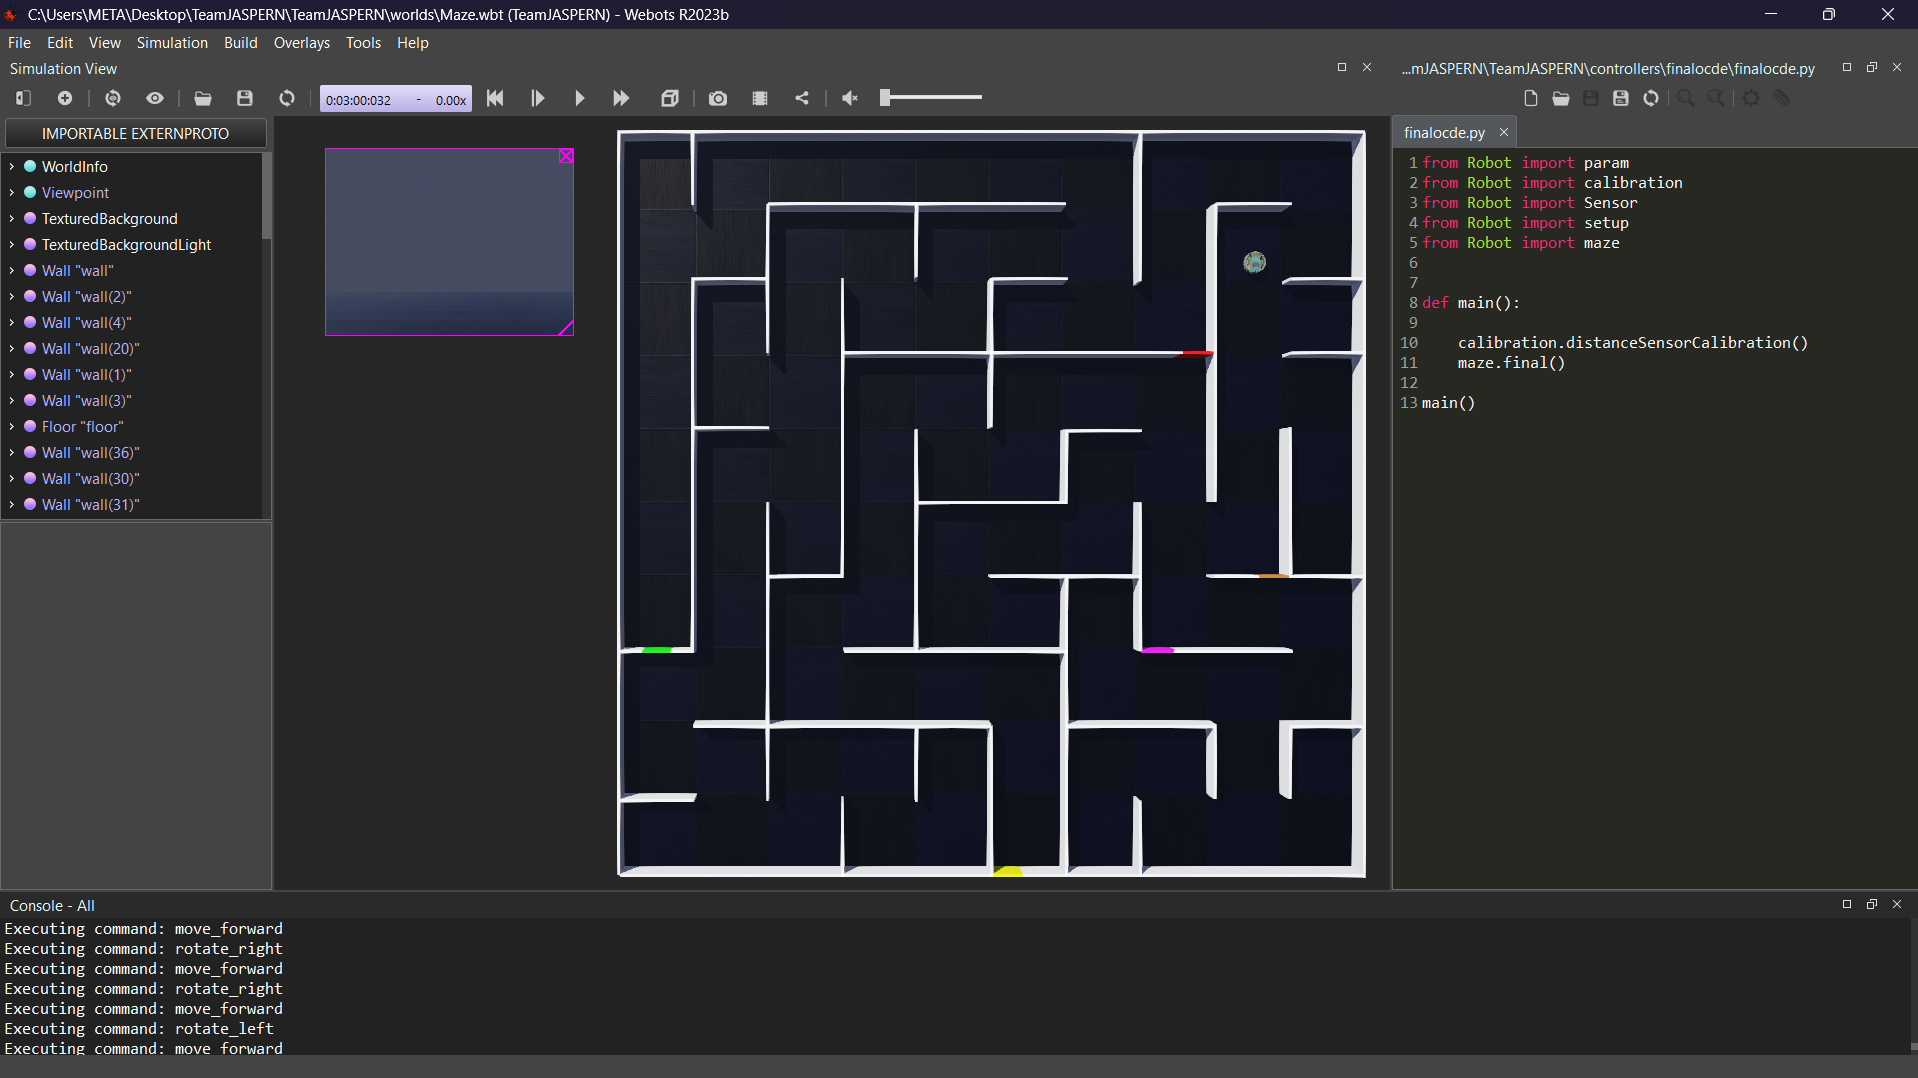 C:\Users\META\Desktop\TeamJASPERN\TeamJASPERN\worlds\Maze.wbt (TeamJASPERN) - Webots R2023b
File Edit View Simulation Build Overlays Tools Help
Simulation View
0:03:00:032 - 0.00x
IMPORTABLE EXTERNPROTO
WorldInfo
Viewpoint
TexturedBackground
TexturedBackgroundLight
Wall "wall"
Wall "wall(2)"
Wall "wall(4)"
Wall "wall(20)"
Wall "wall(1)"
Wall "wall(3)"
Floor "floor"
Wall "wall(36)"
Wall "wall(30)"
Wall "wall(31)"
...mJASPERN\TeamJASPERN\controllers\finalocde\finalocde.py
finalocde.py
1 from Robot import param
2 from Robot import calibration
3 from Robot import Sensor
4 from Robot import setup
5 from Robot import maze
6
7
8 def main():
9
10 calibration.distanceSensorCalibration()
11 maze.final()
12
13 main()
Console - All
Executing command: move_forward
Executing command: rotate_right
Executing command: move_forward
Executing command: rotate_right
Executing command: move_forward
Executing command: rotate_left
Executing command: move_forward